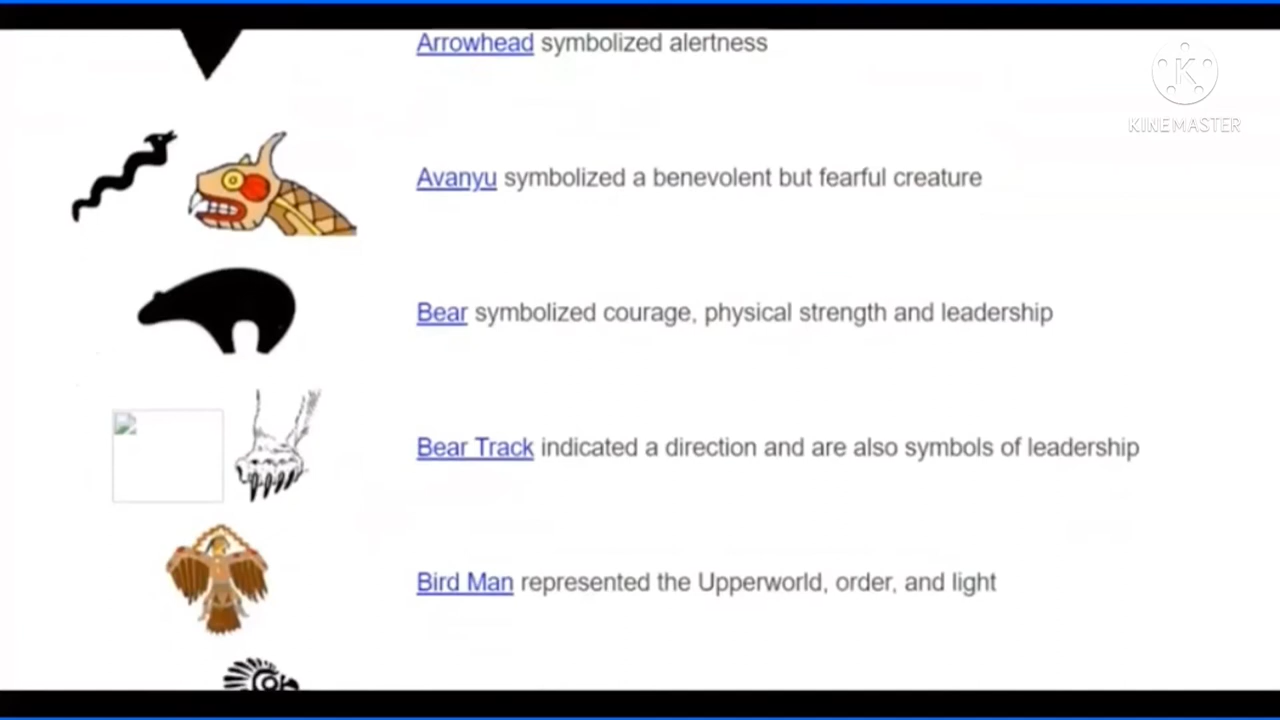 Arrowhead symbolized alertness
KINEMASTER
Avanyu symbolized a benevolent but fearful creature
Bear symbolized courage, physical strength and leadership
Bear Track indicated a direction and are also symbols of leadership
Bird Man represented the Upperworld, order, and light